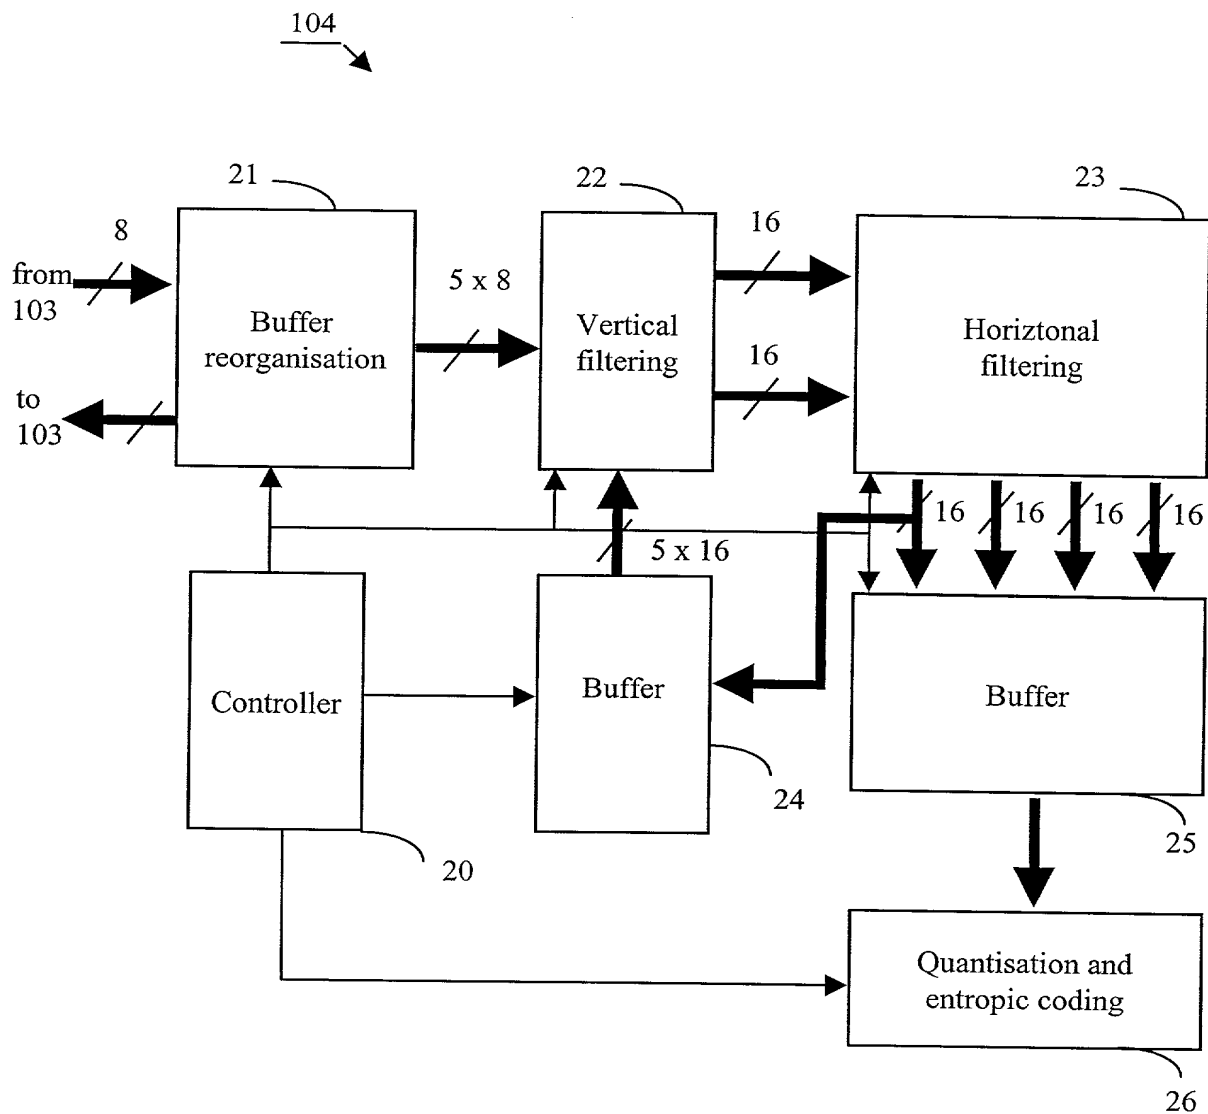 104
21
22
23
8
16
from
103
5 x 8
Buffer
reorganisation
Vertical
filtering
Horiztonal
filtering
16
to
103
16
16
16
16
5 x 16
Controller
Buffer
Buffer
24
25
20
Quantisation and
entropic coding
26